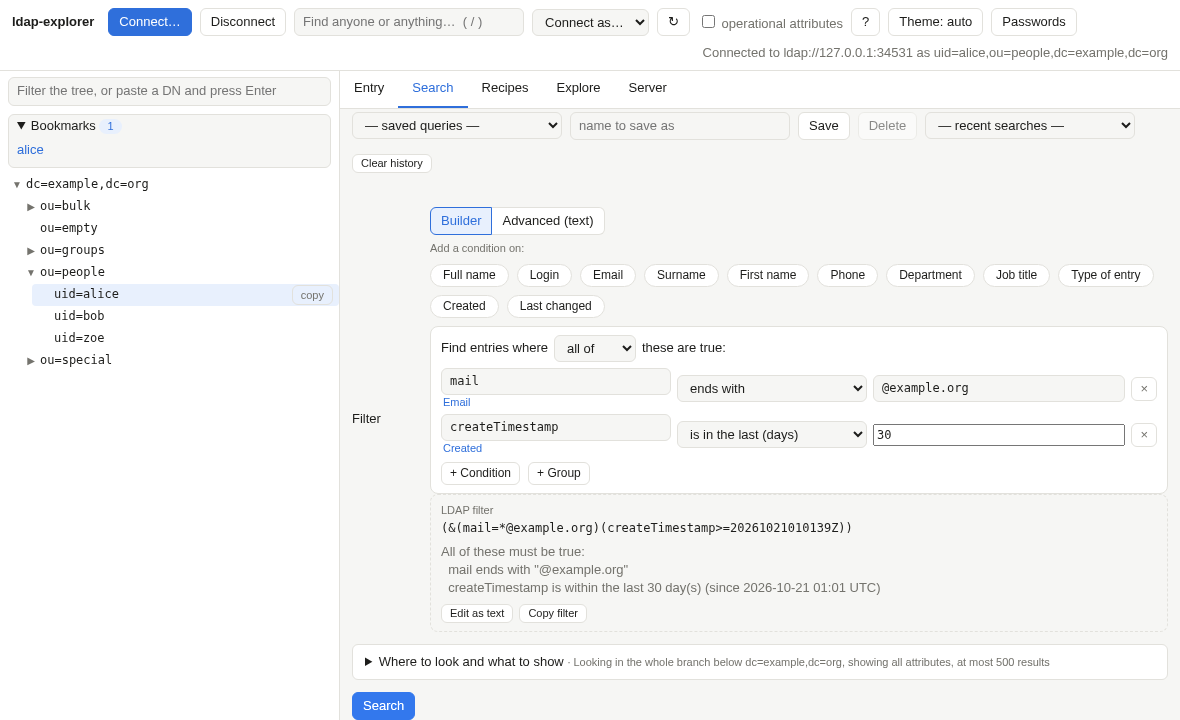 ldap-explorer Connect… Disconnect Find anyone or anything… ( / ) Connect as… ↻ operational attributes ? Theme: auto Passwords
Connected to ldap://127.0.0.1:34531 as uid=alice,ou=people,dc=example,dc=org
Filter the tree, or paste a DN and press Enter
▼ Bookmarks 1
alice
▼ dc=example,dc=org
▶ ou=bulk
ou=empty
▶ ou=groups
▼ ou=people
uid=alice copy
uid=bob
uid=zoe
▶ ou=special
Entry Search Recipes Explore Server
— saved queries — name to save as Save Delete — recent searches —
Clear history
Filter
Builder Advanced (text)
Add a condition on:
Full name Login Email Surname First name Phone Department Job title Type of entry
Created Last changed
Find entries where all of these are true:
mail ends with @example.org ×
Email
createTimestamp is in the last (days) 30 ×
Created
+ Condition + Group
LDAP filter
(&(mail=*@example.org)(createTimestamp>=20261021010139Z))
All of these must be true:
mail ends with "@example.org"
createTimestamp is within the last 30 day(s) (since 2026-10-21 01:01 UTC)
Edit as text Copy filter
▶ Where to look and what to show · Looking in the whole branch below dc=example,dc=org, showing all attributes, at most 500 results
Search